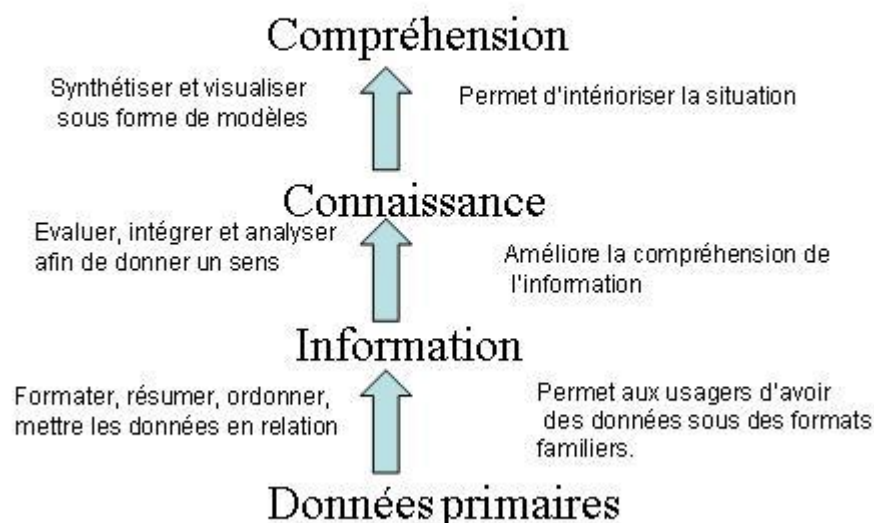 Compréhension
Synthétiser et visualiser
sous forme de modèles
Permet d'intérioriser la situation
Connaissance
Evaluer, intégrer et analyser
afin de donner un sens
Améliore la compréhension de
l'information
Information
Formater, résumer, ordonner,
mettre les données en relation
Permet aux usagers d'avoir
des données sous des formats
familiers.
Données primaires